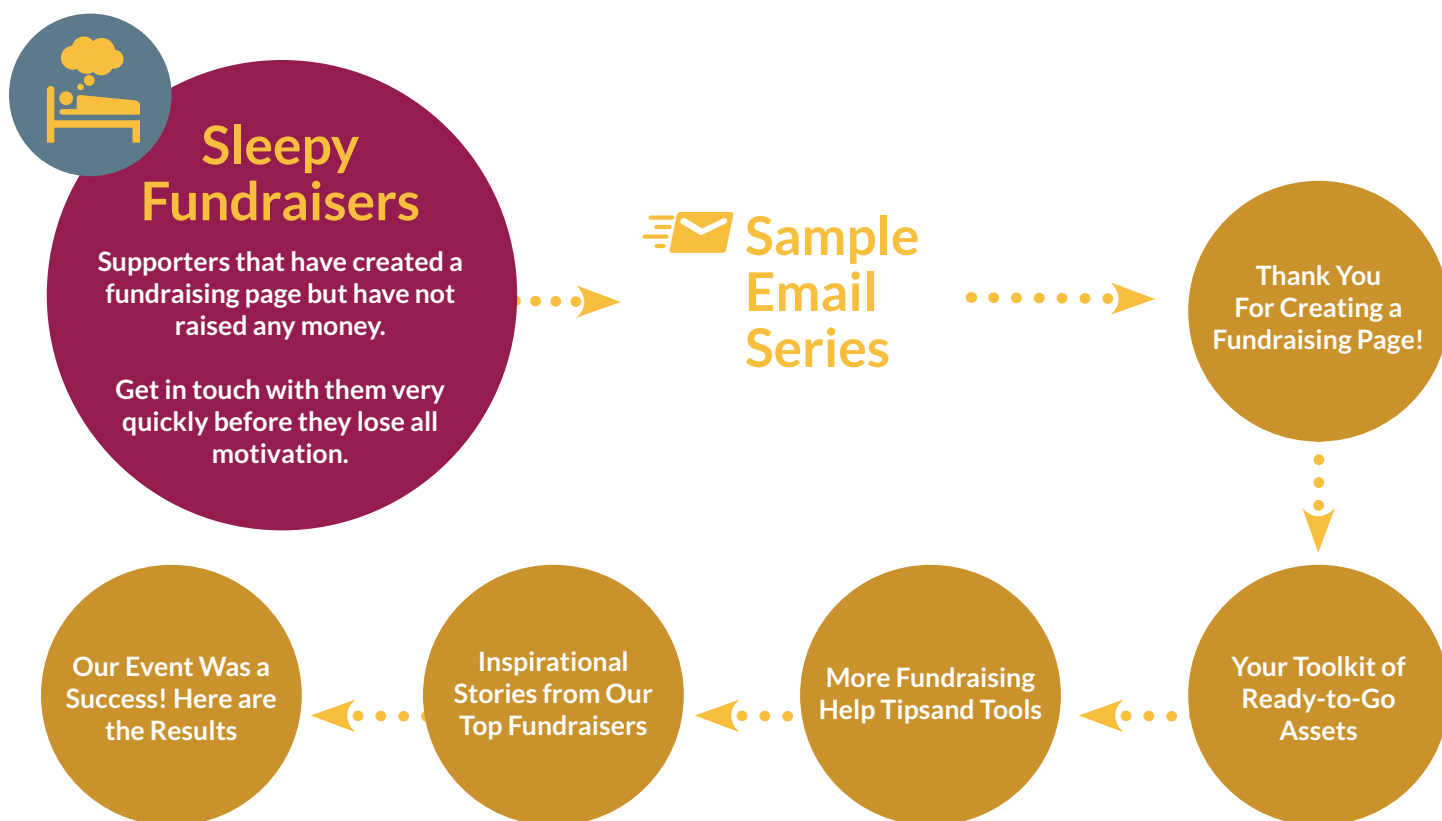 Sleepy
Fundraisers
Supporters that have created a
fundraising page but have not
raised any money.
Get in touch with them very
quickly before they lose all
motivation.
Sample
Email
Series
Thank You
For Creating a
Fundraising Page!
Your Toolkit of
Ready-to-Go
Assets
More Fundraising
Help Tipsand Tools
Inspirational
Stories from Our
Top Fundraisers
Our Event Was a
Success! Here are
the Results